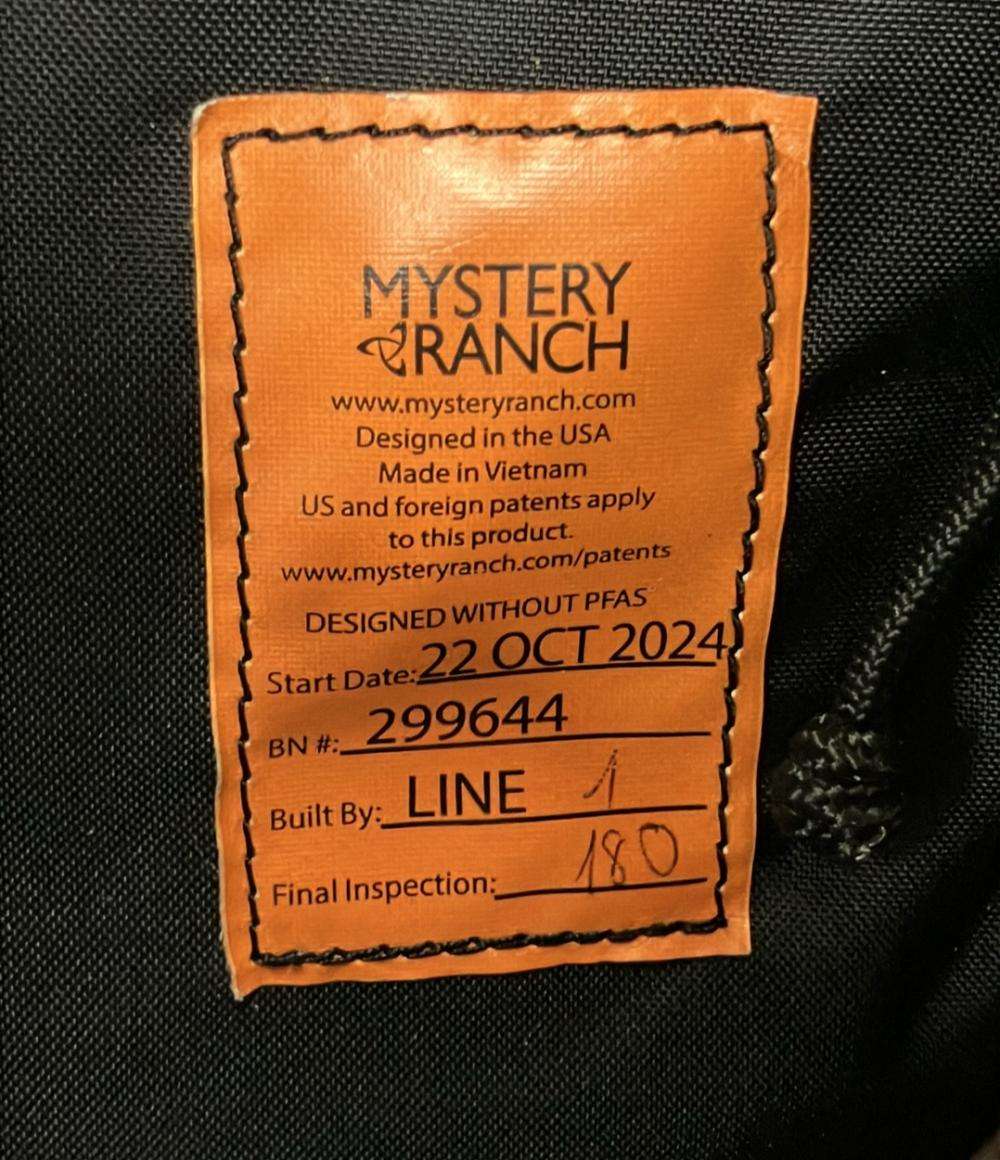 MYSTERY
RANCH
www.mysteryranch.com
Designed in the USA
Made in Vietnam
US and foreign patents apply
to this product.
www.mysteryranch.com/patents
DESIGNED WITHOUT PFAS
Start Date: 22 OCT 2024
BN #: 299644
Built By: LINE 1
Final Inspection: 180